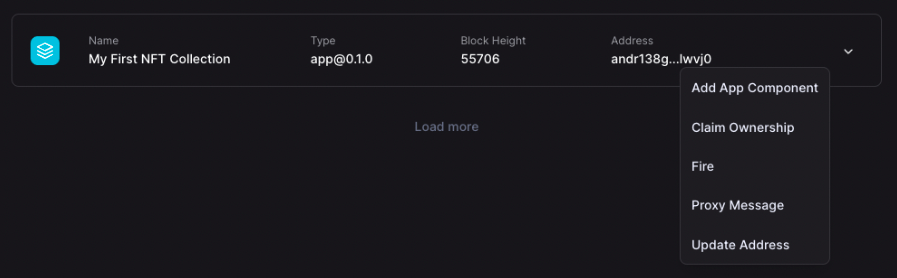 Name Type Block Height Address
My First NFT Collection app@0.1.0 55706 andr138g...lwvj0
Add App Component
Load more
Claim Ownership
Fire
Proxy Message
Update Address